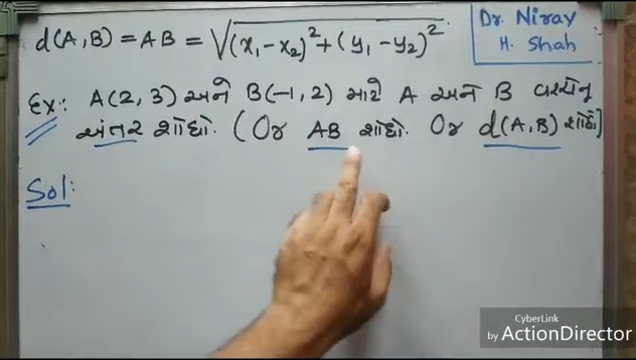 d(A,B) = AB = √(x₁-x₂)²+(y₁-y₂)²
Dr. Nirav
H. Shah
Ex: A(2,3) અને B(-1,2) માટે A અને B વચ્ચેનુ
અંતર શોધો. (Or AB શોધો. Or d(A,B) શોધો)
Sol:
CyberLink
by ActionDirector